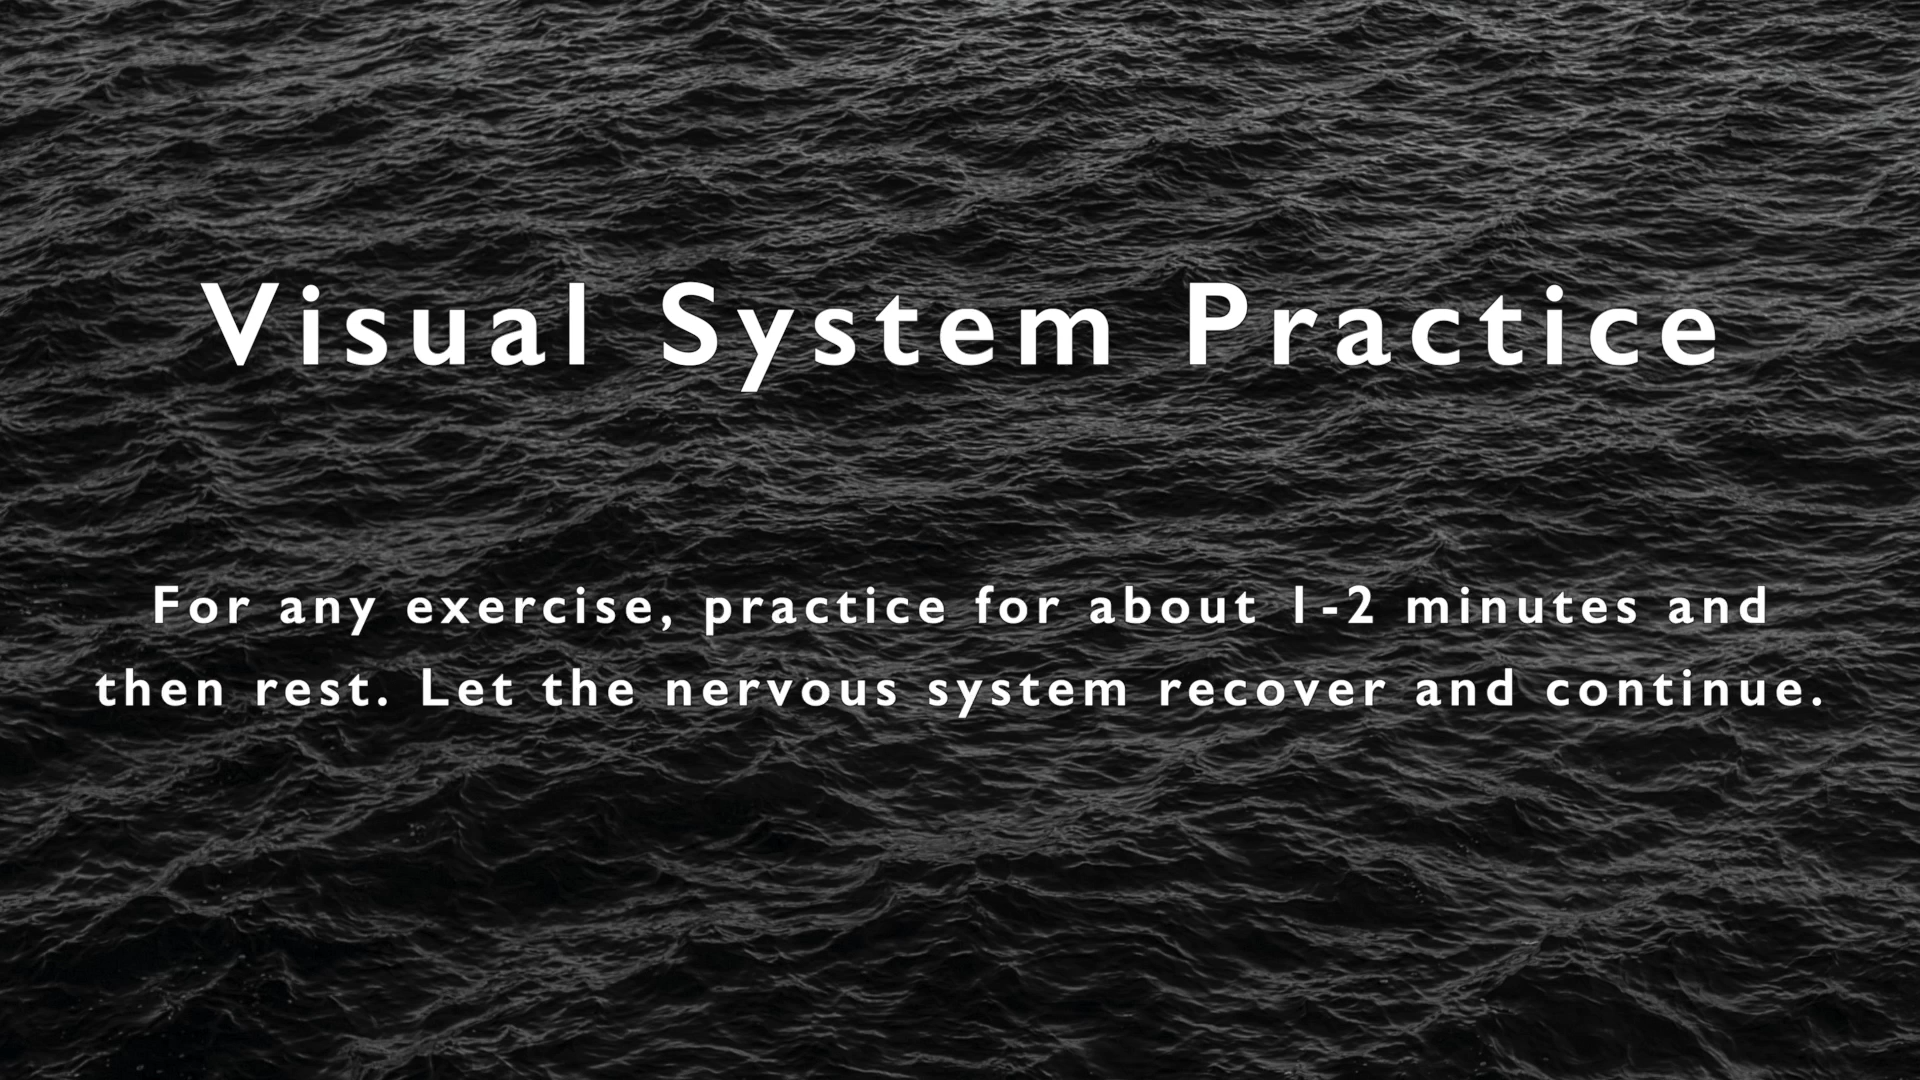 Visual System Practice
For any exercise, practice for about 1-2 minutes and
then rest. Let the nervous system recover and continue.